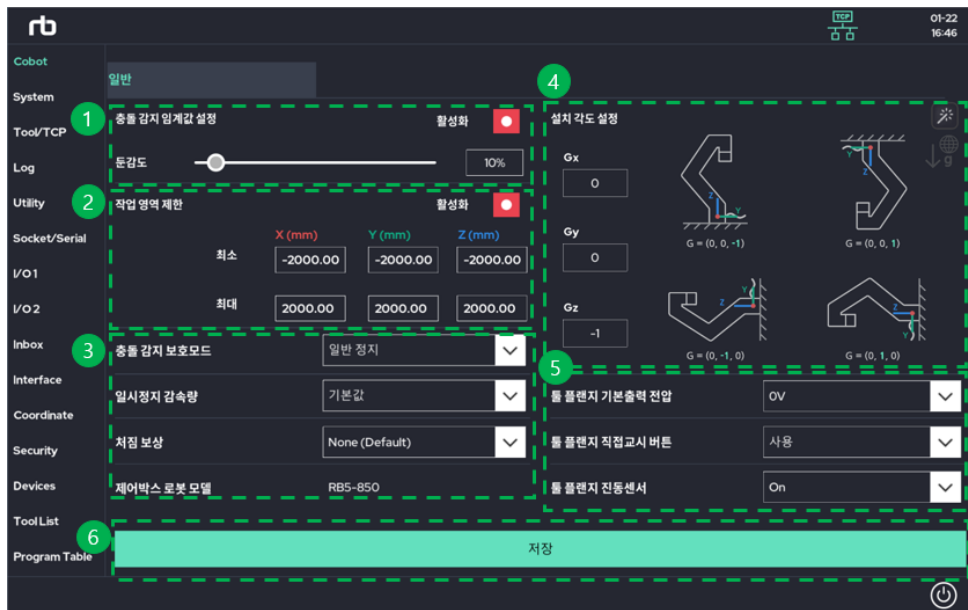 rb
TCP
01-22
16:46
Cobot
System
Tool/TCP
Log
Utility
Socket/Serial
I/O 1
I/O 2
Inbox
Interface
Coordinate
Security
Devices
Tool List
Program Table
일반
1
충돌 감지 임계값 설정 활성화
둔감도 10%
2
작업 영역 제한 활성화
X (mm) Y (mm) Z (mm)
최소 -2000.00 -2000.00 -2000.00
최대 2000.00 2000.00 2000.00
3
충돌 감지 보호모드 일반 정지
일시정지 감속량 기본값
처짐 보상 None (Default)
제어박스 로봇 모델 RB5-850
4
설치 각도 설정
g
Gx
0
Gy
0
Gz
-1
Y Z
G = (0, 0, -1)
Y Z
G = (0, 0, 1)
Z Y
G = (0, -1, 0)
Z Y
G = (0, 1, 0)
5
툴 플랜지 기본출력 전압 0V
툴 플랜지 직접교시 버튼 사용
툴 플랜지 진동센서 On
6
저장